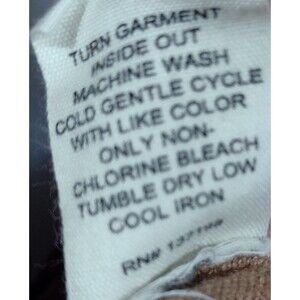 TURN GARMENT
INSIDE OUT
MACHINE WASH
COLD GENTLE CYCLE
WITH LIKE COLOR
ONLY NON-
CHLORINE BLEACH
TUMBLE DRY LOW
COOL IRON
RN#